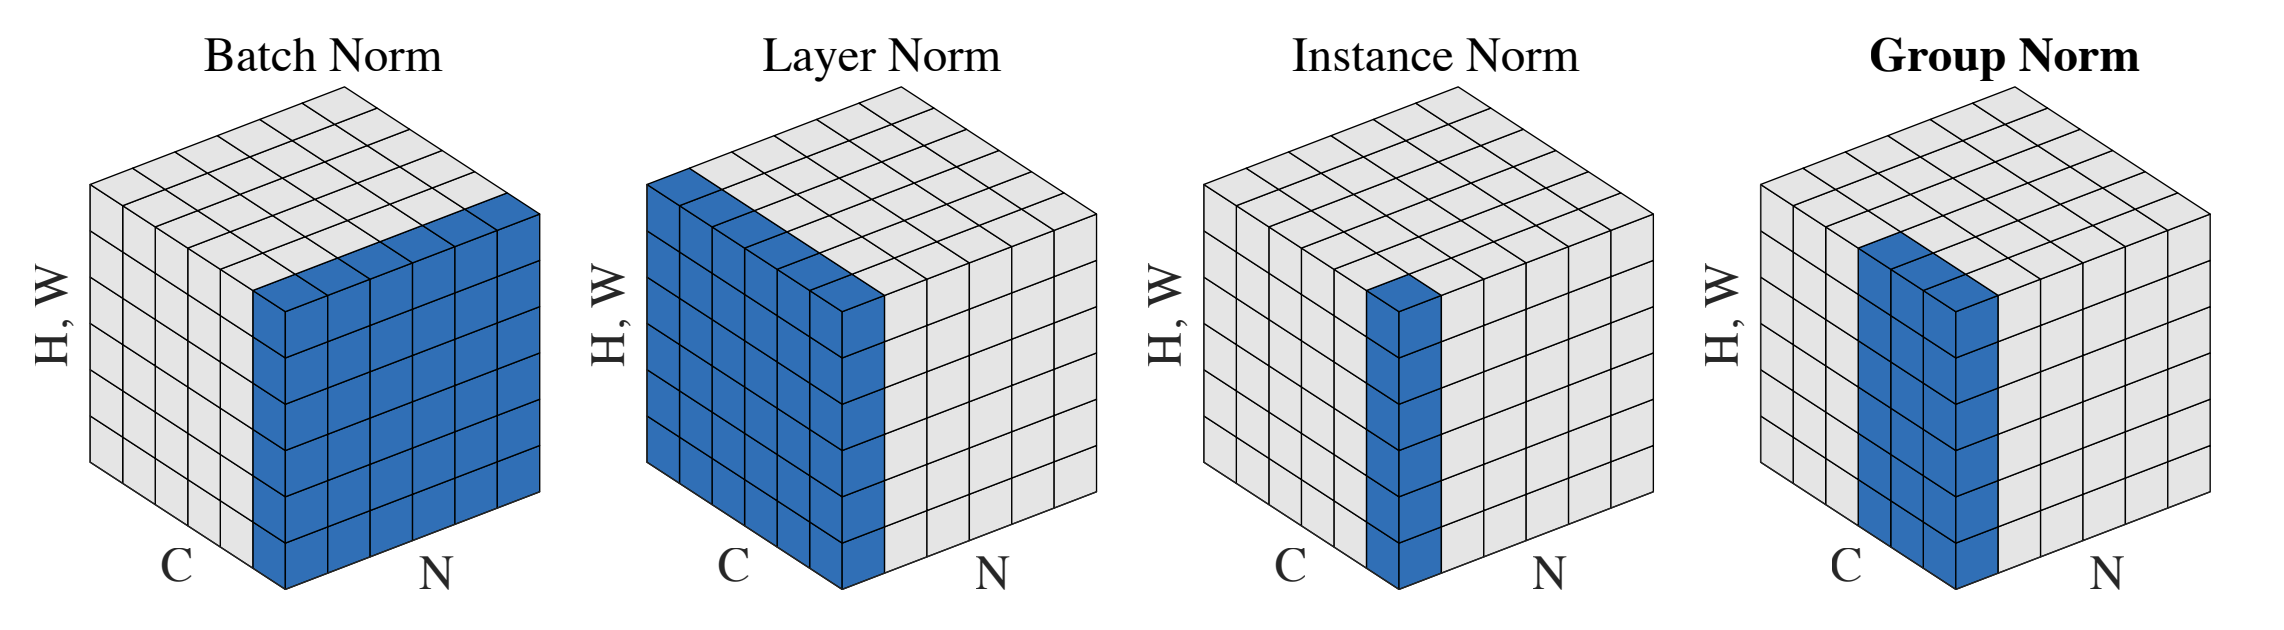 Batch Norm
H, W
C
N
Layer Norm
H, W
C
N
Instance Norm
H, W
C
N
Group Norm
H, W
C
N